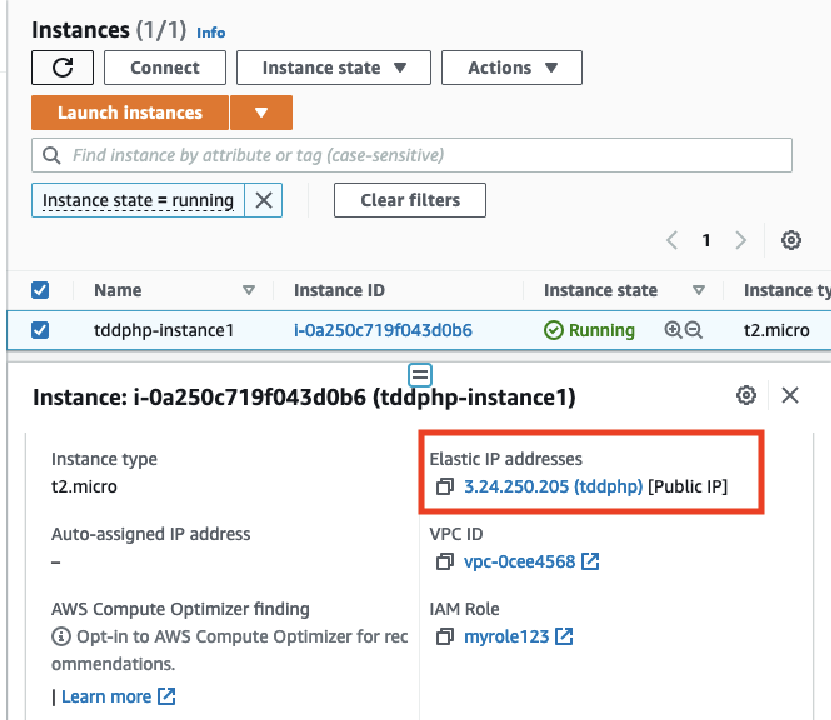 Instances (1/1) Info
Connect Instance state Actions
Launch instances
Find instance by attribute or tag (case-sensitive)
Instance state = running Clear filters
1
Name Instance ID Instance state Instance ty
tddphp-instance1 i-0a250c719f043d0b6 Running t2.micro
Instance: i-0a250c719f043d0b6 (tddphp-instance1)
Instance type
t2.micro
Elastic IP addresses
3.24.250.205 (tddphp) [Public IP]
Auto-assigned IP address
–
VPC ID
vpc-0cee4568
AWS Compute Optimizer finding
Opt-in to AWS Compute Optimizer for rec
ommendations.
| Learn more
IAM Role
myrole123